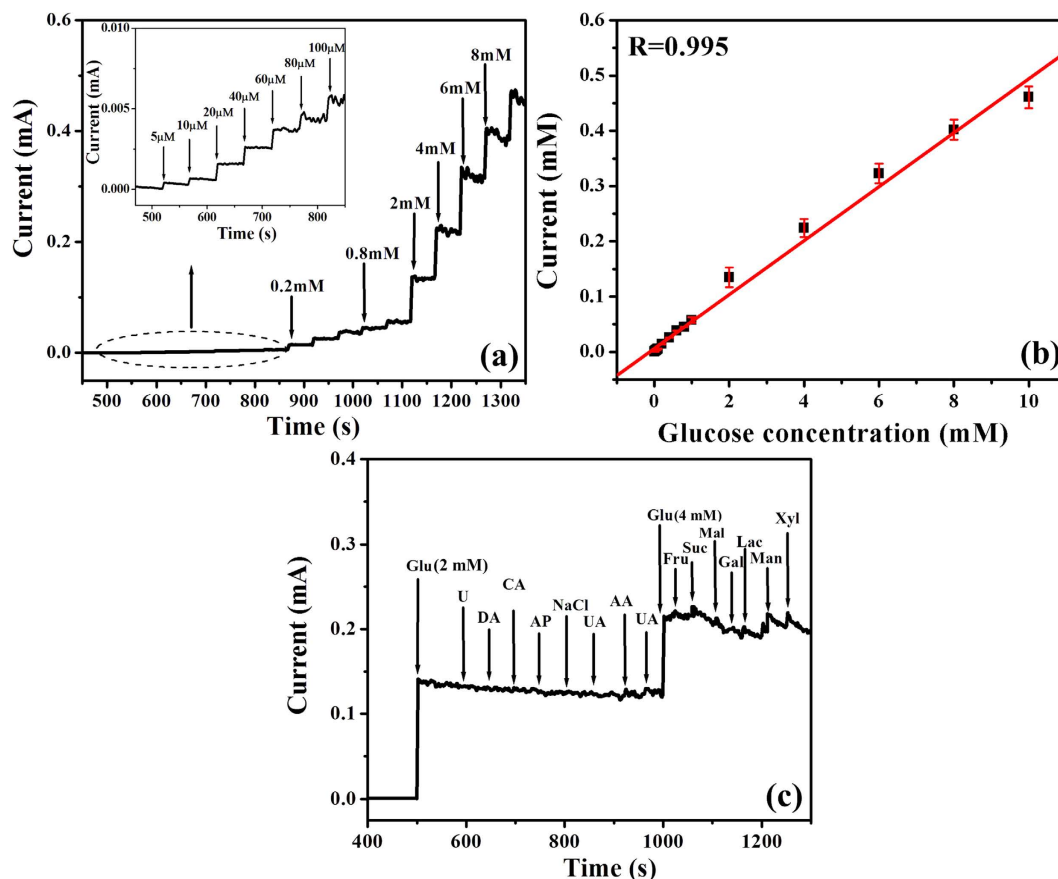 0.6
0.4
0.2
0.0
Current (mA)
450 600 700 800 900 1000 1100 1200 1300
Time (s)
(a)
0.2mM
0.8mM
2mM
4mM
6mM
8mM
0.010
0.005
0.000
Current (mA)
500 600 700 800
Time (s)
5μM
10μM
20μM
40μM
60μM
80μM
100μM
R=0.995
0.6
0.5
0.4
0.3
0.2
0.1
0.0
Current (mM)
0 2 4 6 8 10
Glucose concentration (mM)
(b)
0.4
0.3
0.2
0.1
0.0
Current (mA)
Glu(2 mM)
U
DA
CA
AP
NaCl
UA
AA
UA
Glu(4 mM)
Fru
Suc
Mal
Gal
Lac
Man
Xyl
(c)
400 600 800 1000 1200
Time (s)